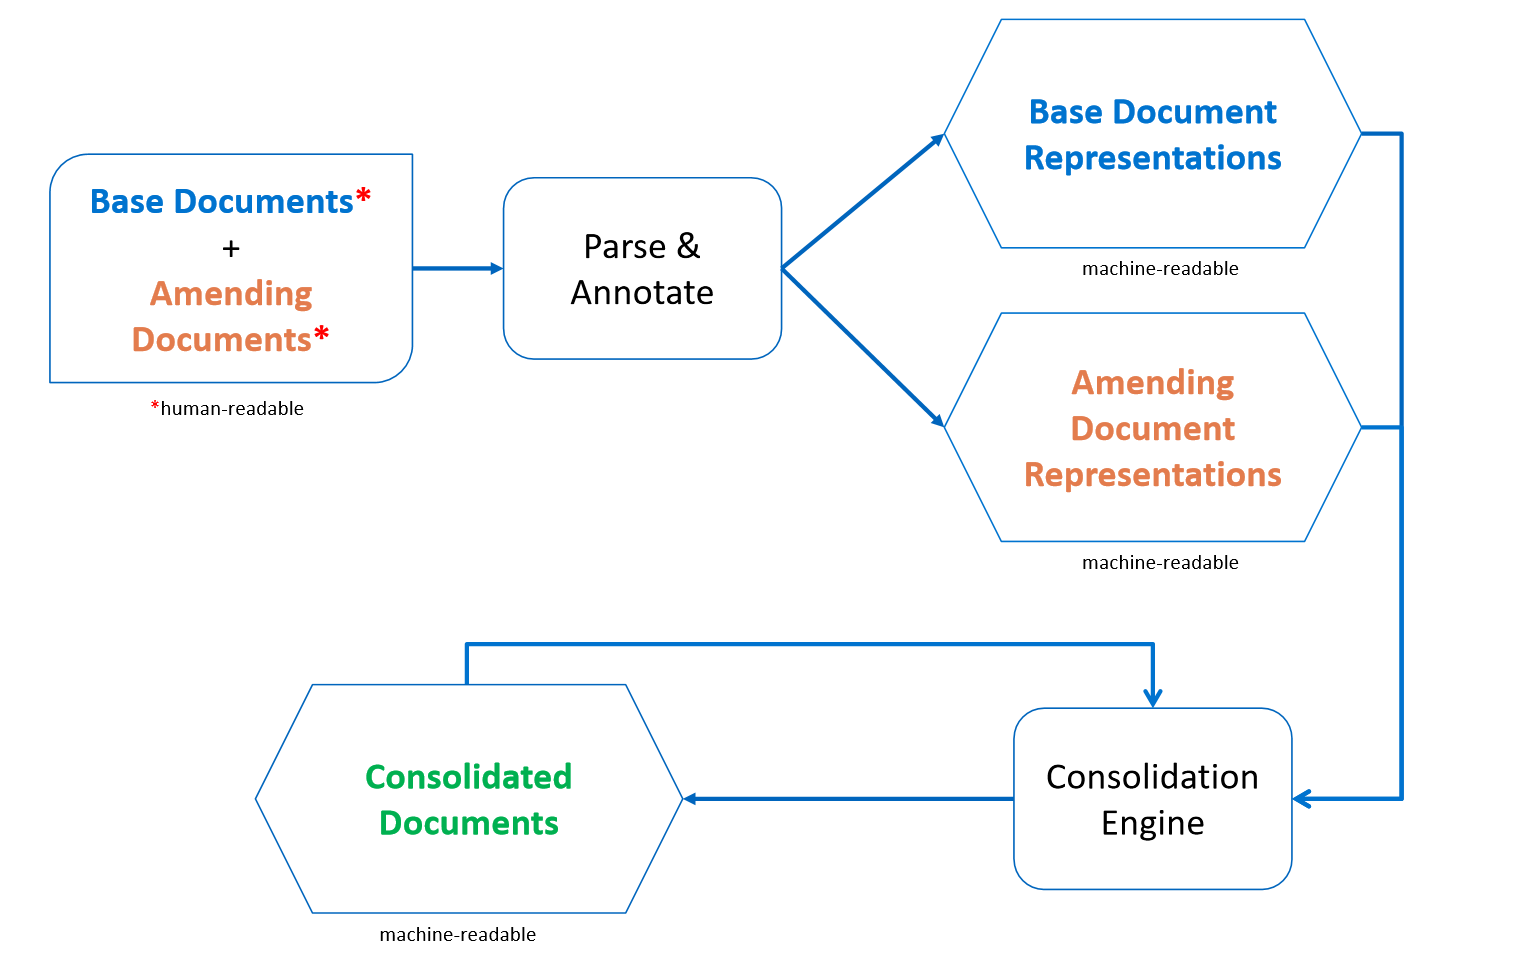 Base Documents*
+
Amending
Documents*
*human-readable
Parse &
Annotate
Base Document
Representations
machine-readable
Amending
Document
Representations
machine-readable
Consolidated
Documents
machine-readable
Consolidation
Engine